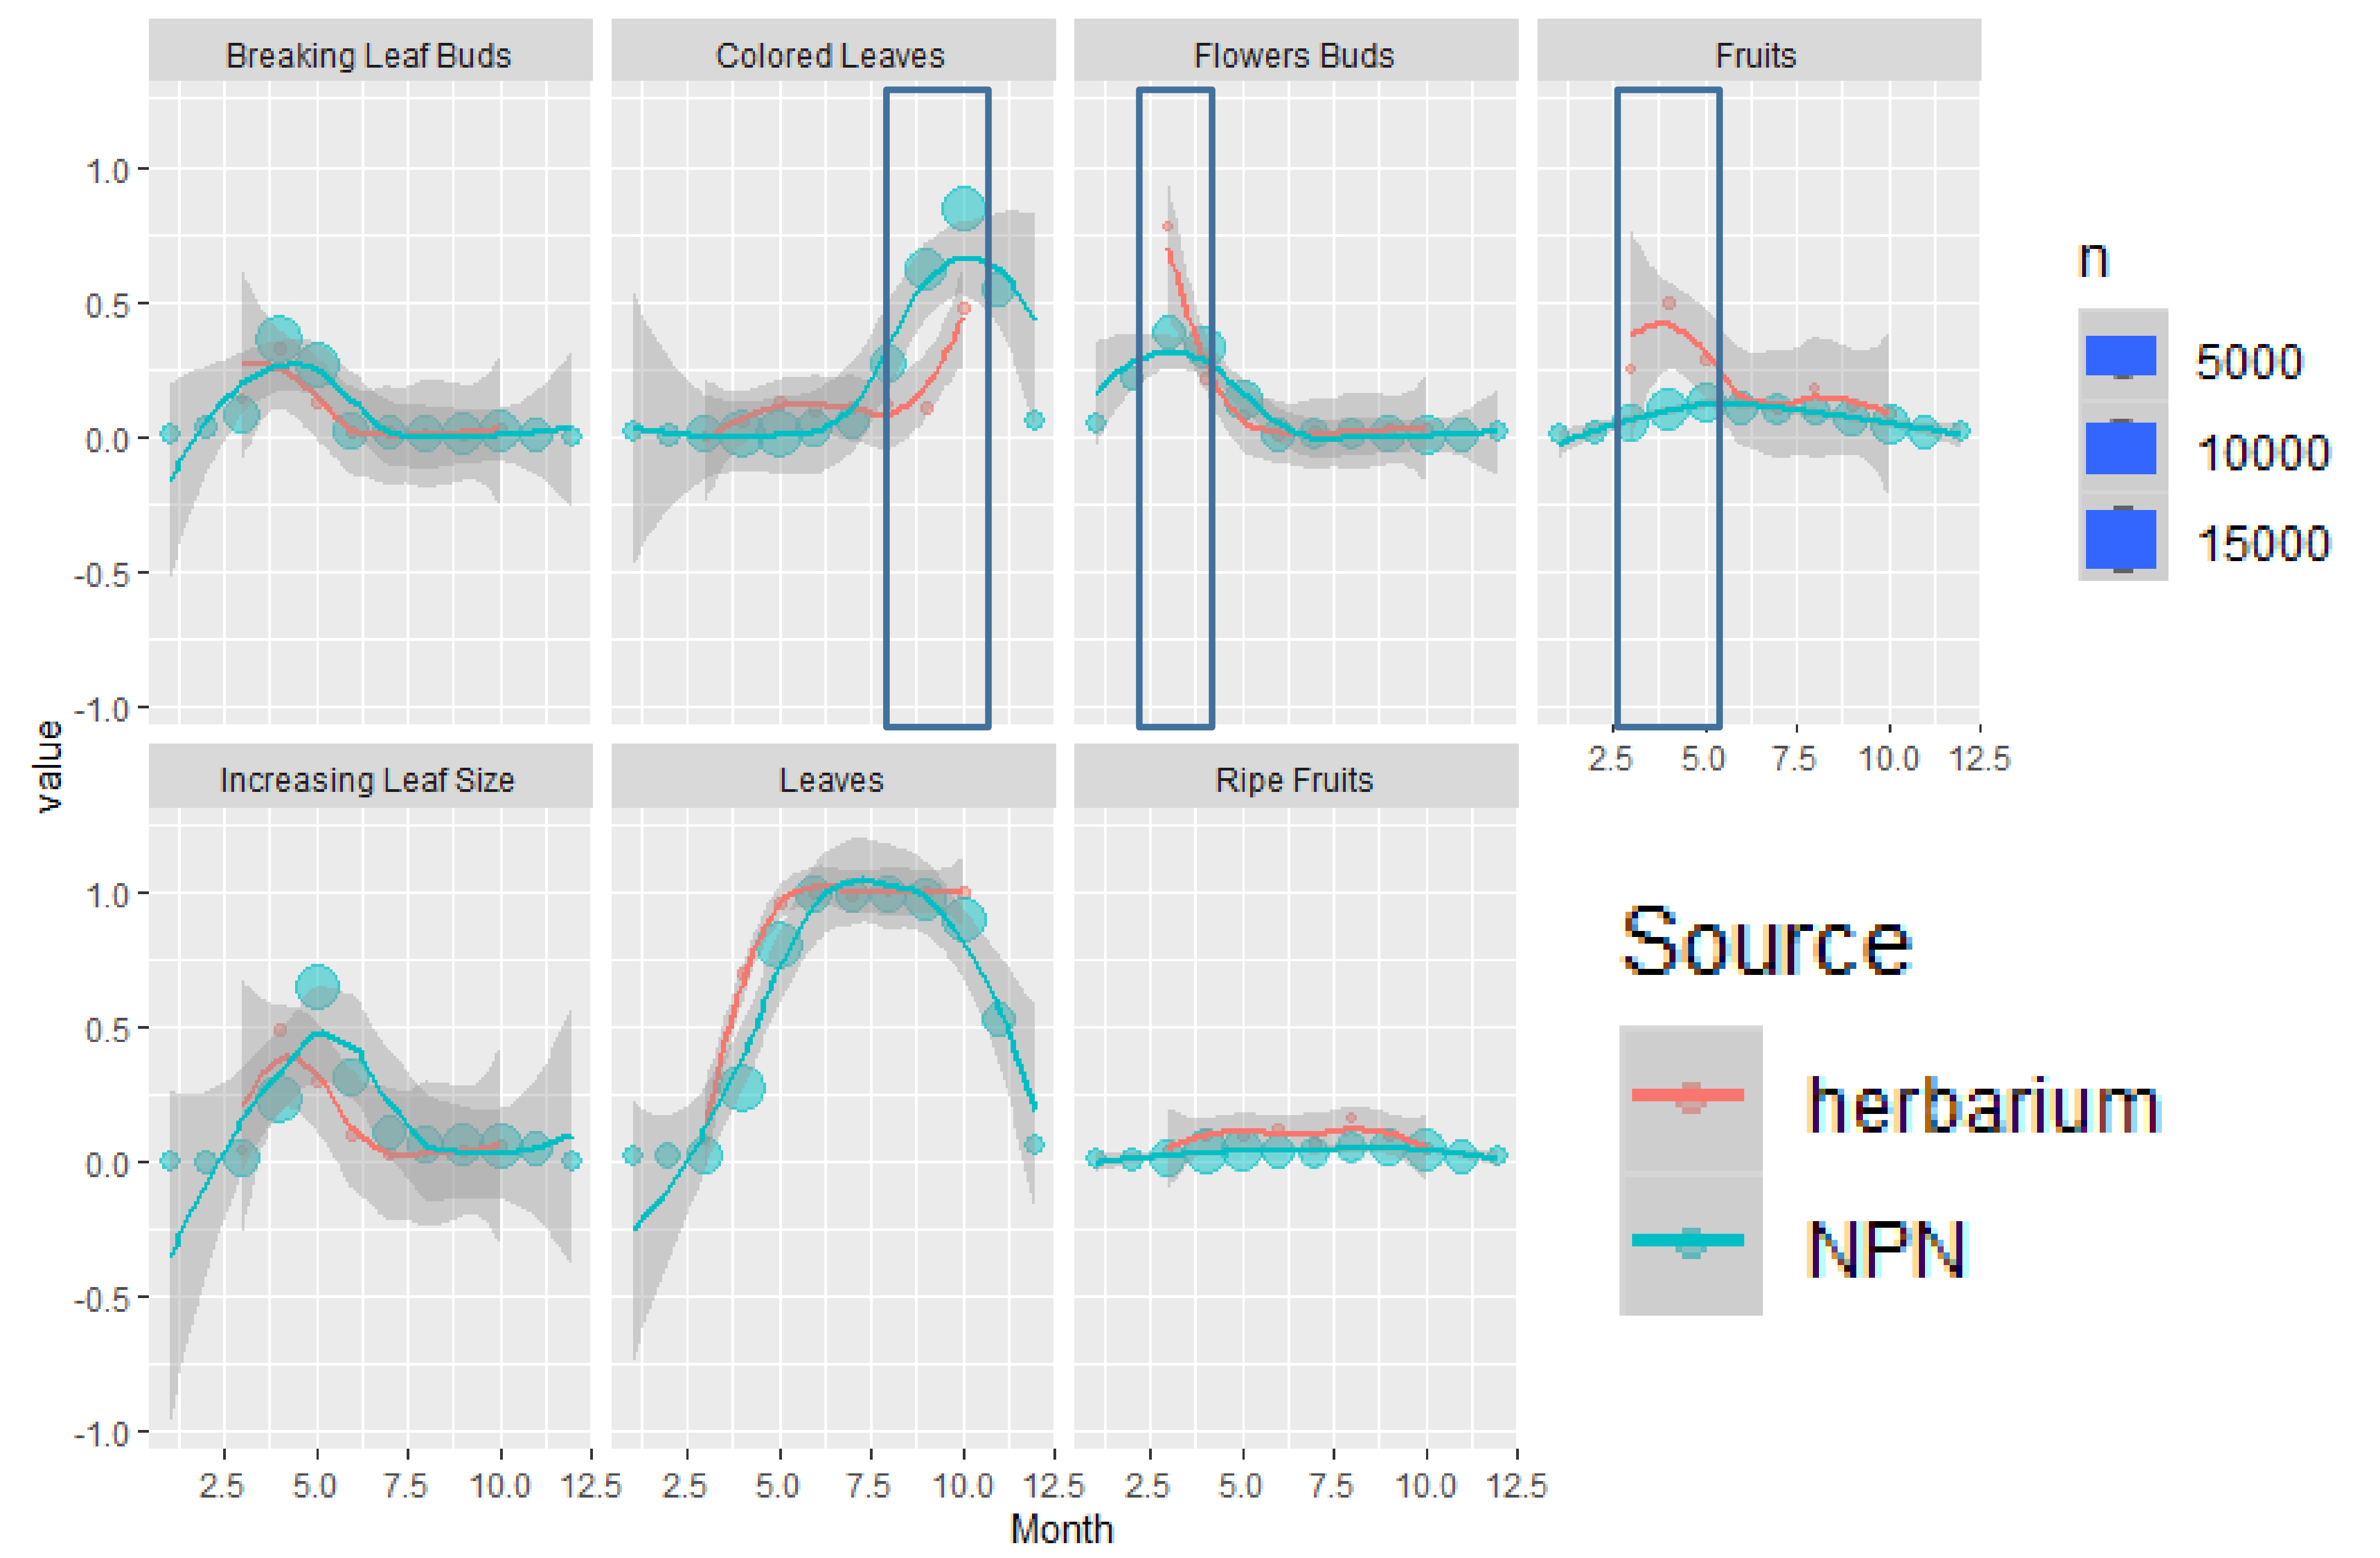 Breaking Leaf Buds
Colored Leaves
Flowers Buds
Fruits
1.0
0.5
0.0
-0.5
-1.0
2.5 5.0 7.5 10.0 12.5
n
5000
10000
15000
value
Increasing Leaf Size
Leaves
Ripe Fruits
1.0
0.5
0.0
-0.5
-1.0
2.5 5.0 7.5 10.0 12.5
2.5 5.0 7.5 10.0 12.5
2.5 5.0 7.5 10.0 12.5
Month
Source
herbarium
NPN